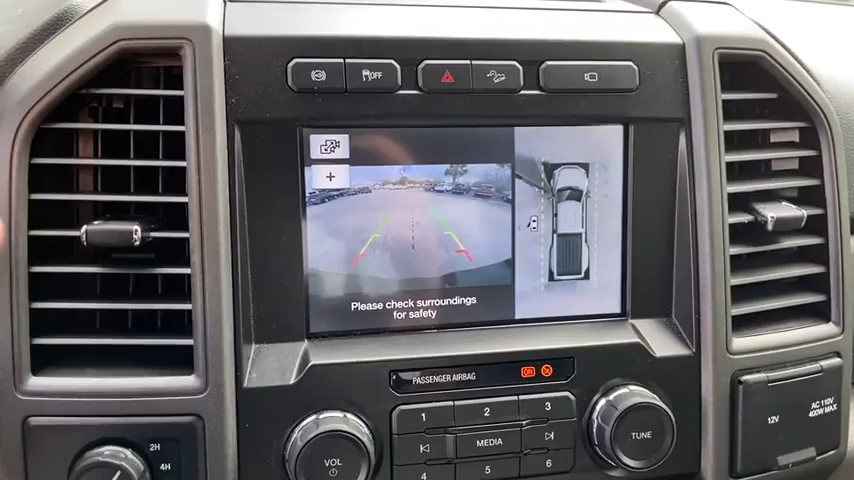 OFF
Please check surroundings
for safety
PASSENGER AIRBAG
ON
1
2
3
MEDIA
4
5
6
VOL
TUNE
2H
4H
12V
AC 110V
400W MAX